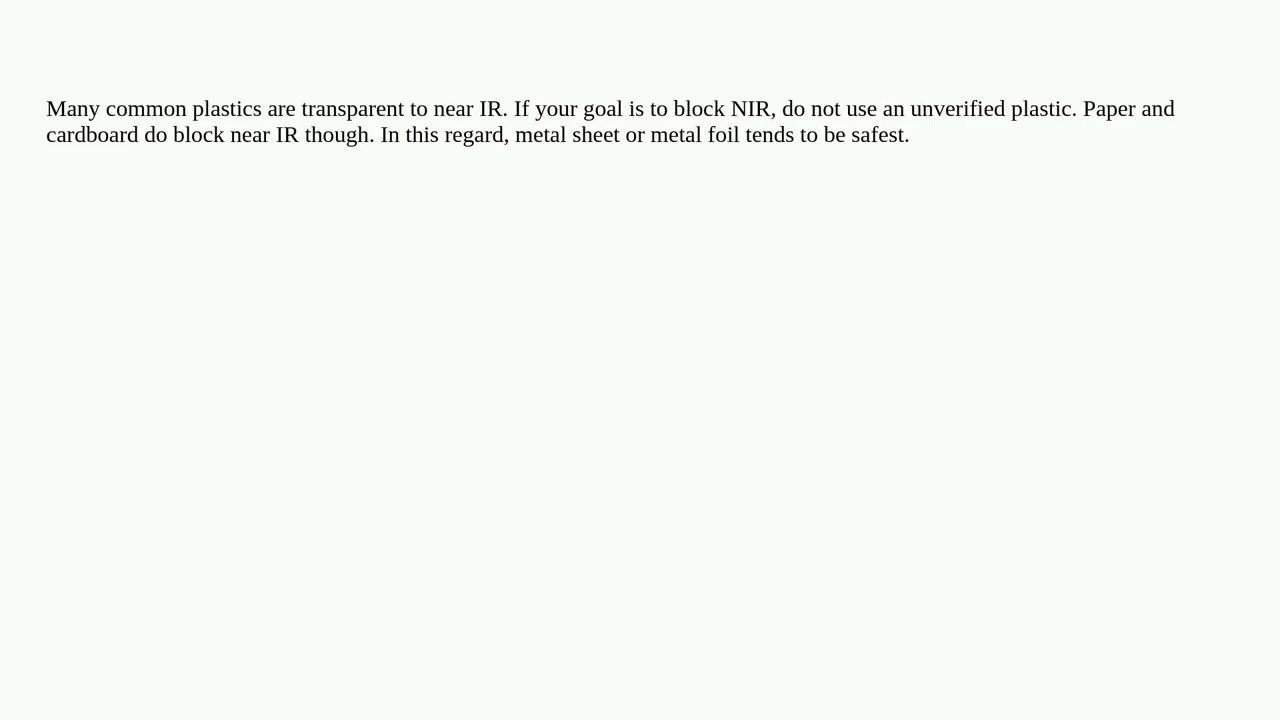 Many common plastics are transparent to near IR. If your goal is to block NIR, do not use an unverified plastic. Paper and
cardboard do block near IR though. In this regard, metal sheet or metal foil tends to be safest.